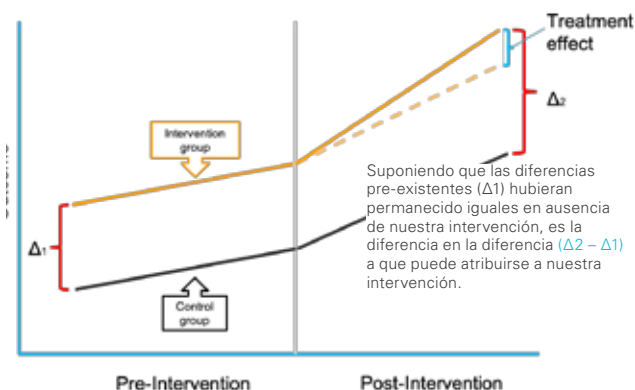 Treatment
effect
Δ2
Intervention
group
Suponiendo que las diferencias
pre-existentes (Δ1) hubieran
permanecido iguales en ausencia
de nuestra intervención, es la
diferencia en la diferencia (Δ2 – Δ1)
a que puede atribuirse a nuestra
intervención.
Δ1
Control
group
Pre-Intervention
Post-Intervention